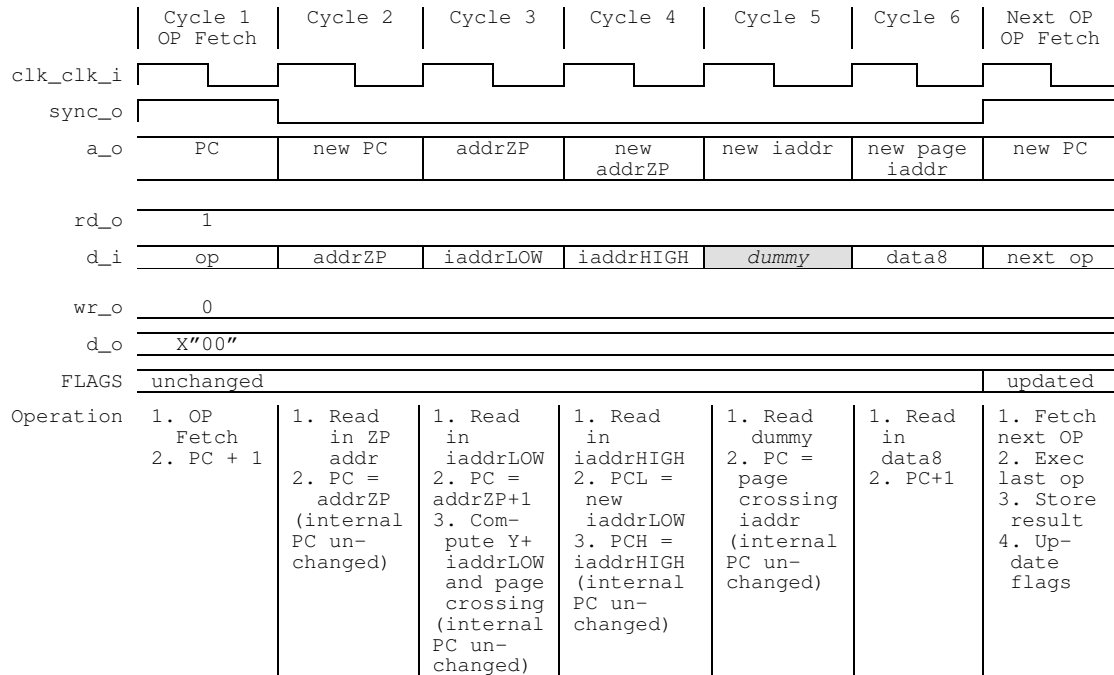 Cycle 1 Cycle 2 Cycle 3 Cycle 4 Cycle 5 Cycle 6 Next OP
OP Fetch OP Fetch
clk_clk_i
sync_o
a_o PC new PC addrZP new new iaddr new page new PC
addrZP iaddr
rd_o 1
d_i op addrZP iaddrLOW iaddrHIGH dummy data8 next op
wr_o 0
d_o X"00"
FLAGS unchanged updated
Operation 1. OP 1. Read 1. Read 1. Read 1. Read 1. Read 1. Fetch
Fetch in ZP in in dummy in next OP
2. PC + 1 addr iaddrLOW iaddrHIGH 2. PC = data8 2. Exec
2. PC = 2. PC = 2. PCL = page 2. PC+1 last op
addrZP addrZP+1 new crossing 3. Store
(internal 3. Com- iaddrLOW iaddr result
PC un- pute Y+ 3. PCH = (internal 4. Up-
changed) iaddrLOW iaddrHIGH PC un- date
and page (internal changed) flags
crossing PC un-
(internal changed)
PC un-
changed)